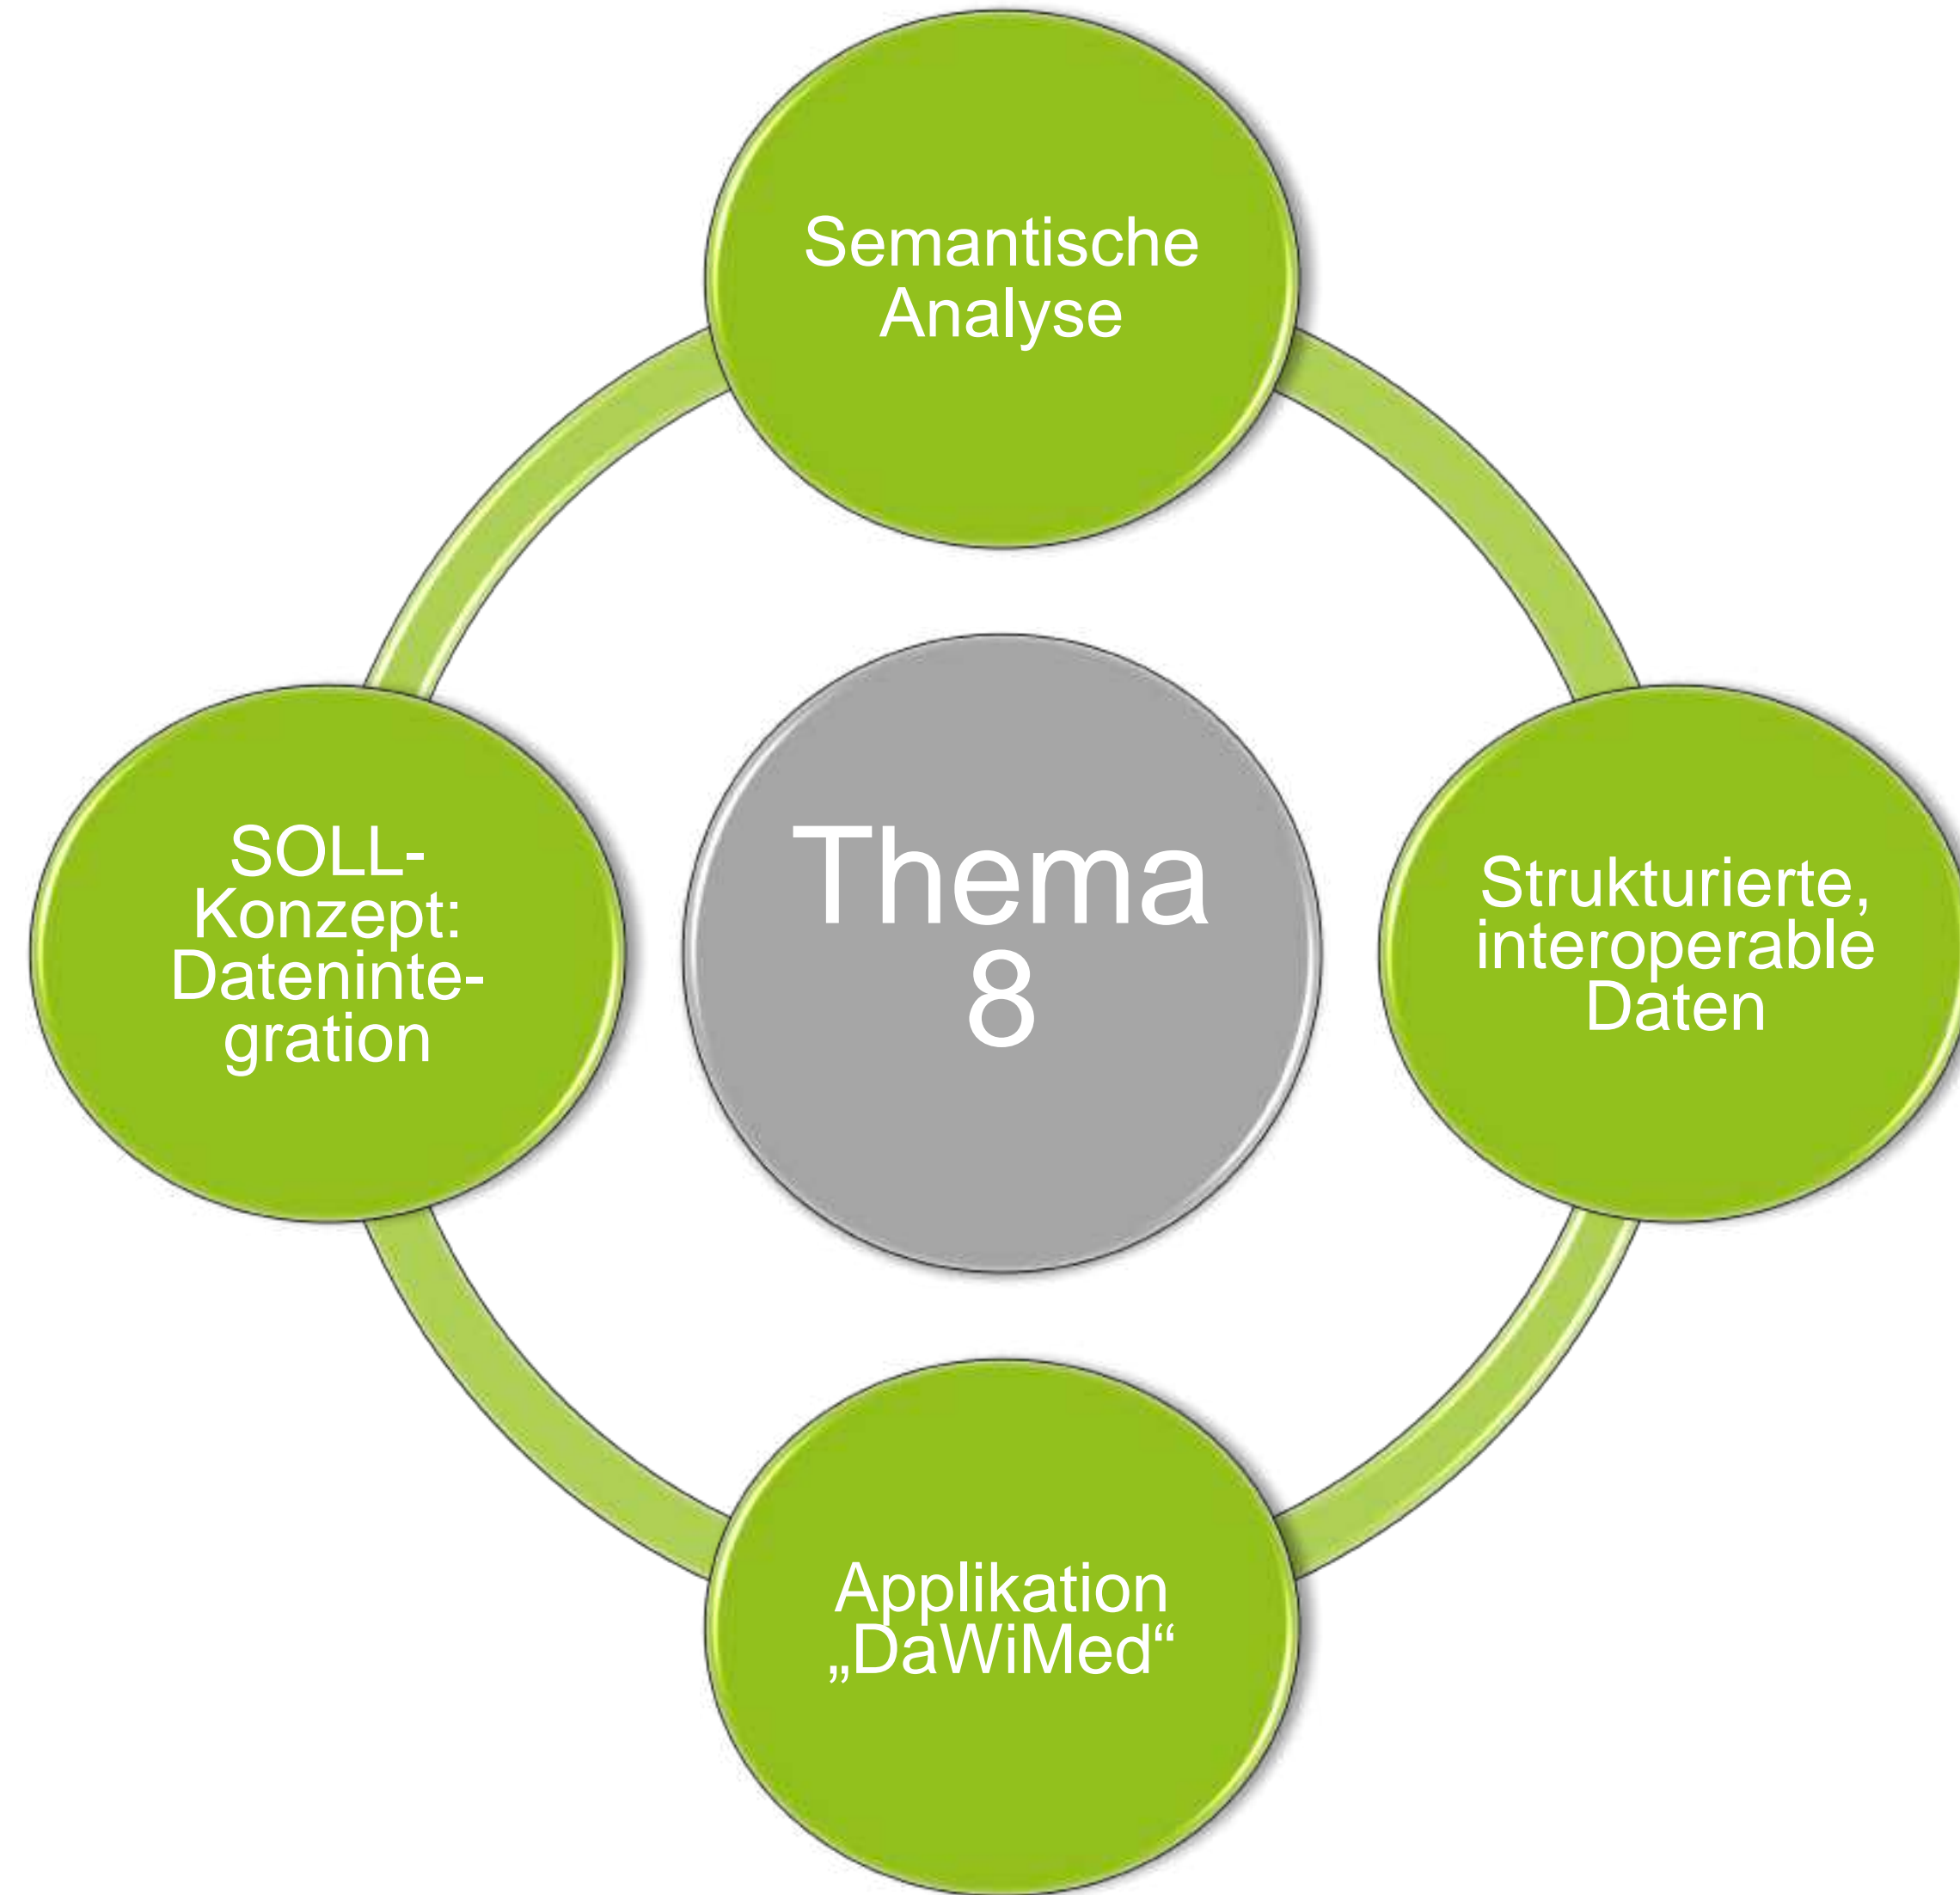 Semantische
Analyse
SOLL-
Konzept:
Dateninte-
gration
Thema
8
Strukturierte,
interoperable
Daten
Applikation
„DaWiMed“